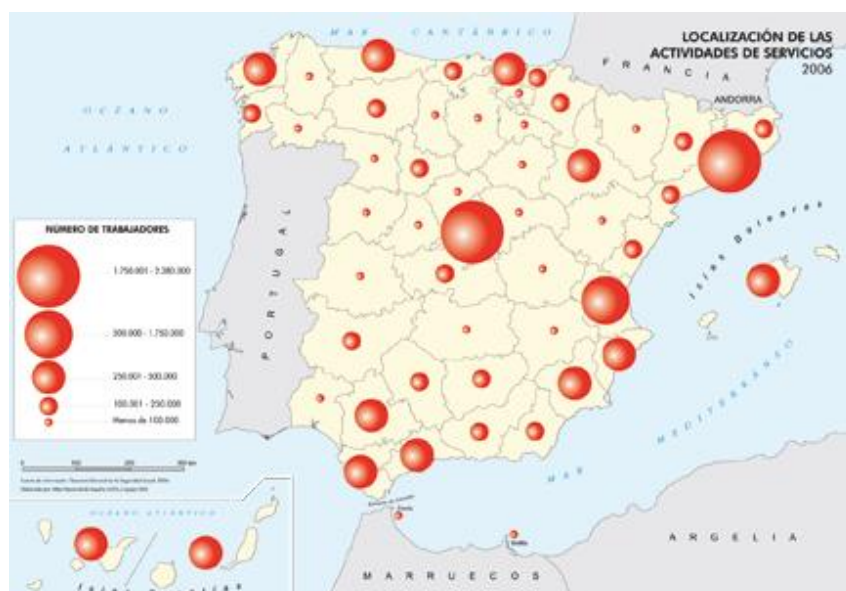 MAR CANTÁBRICO
LOCALIZACIÓN DE LAS
ACTIVIDADES DE SERVICIOS
2006
FRANCIA
ANDORRA
OCÉANO
ATLÁNTICO
PORTUGAL
Islas Baleares
NÚMERO DE TRABAJADORES
1.750.001 - 2.380.000
500.000 - 1.750.000
250.001 - 500.000
100.001 - 250.000
Menos de 100.000
MAR MEDITERRÁNEO
OCÉANO ATLÁNTICO
Ceuta
Melilla
ARGELIA
MARRUECOS